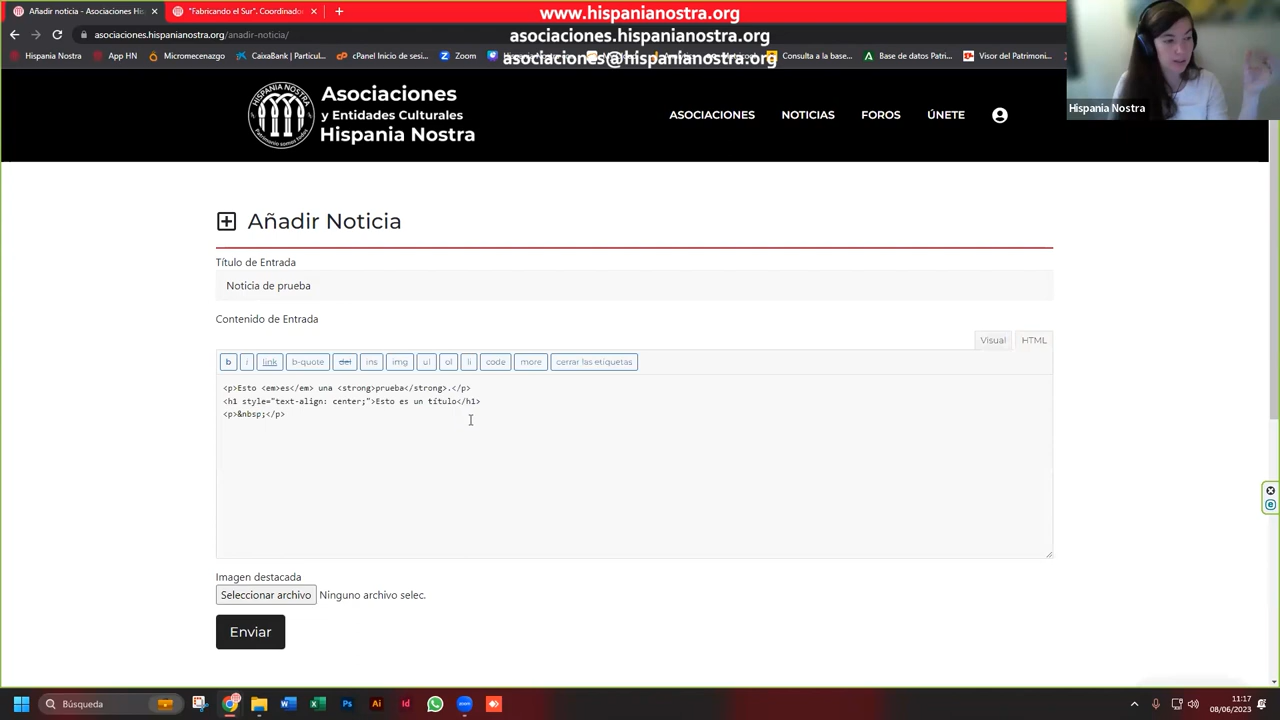 Añadir noticia - Asociaciones His
"Fabricando el Sur". Coordinador
www.hispanianostra.org
asociaciones.hispanianostra.org/anadir-noticia/
asociaciones.hispanianostra.org
Hispania Nostra
App HN
Micromecenazgo
CaixaBank | Particul...
cPanel Inicio de sesi...
Zoom
asociaciones@hispanianostra.org
Consulta a la base...
Base de datos Patri...
Visor del Patrimoni...
Hispania Nostra
HISPANIA NOSTRA
Asociaciones
y Entidades Culturales
Hispania Nostra
ASOCIACIONES
NOTICIAS
FOROS
ÚNETE
Añadir Noticia
Título de Entrada
Noticia de prueba
Contenido de Entrada
Visual
HTML
b
i
link
b-quote
del
ins
img
ul
ol
li
code
more
cerrar las etiquetas
<p>Esto <em>es</em> una <strong>prueba</strong>.</p>
<h1 style="text-align: center;">Esto es un título</h1>
<p>&nbsp;</p>
Imagen destacada
Seleccionar archivo Ninguno archivo selec.
Enviar
Búsqueda
11:17
08/06/2023